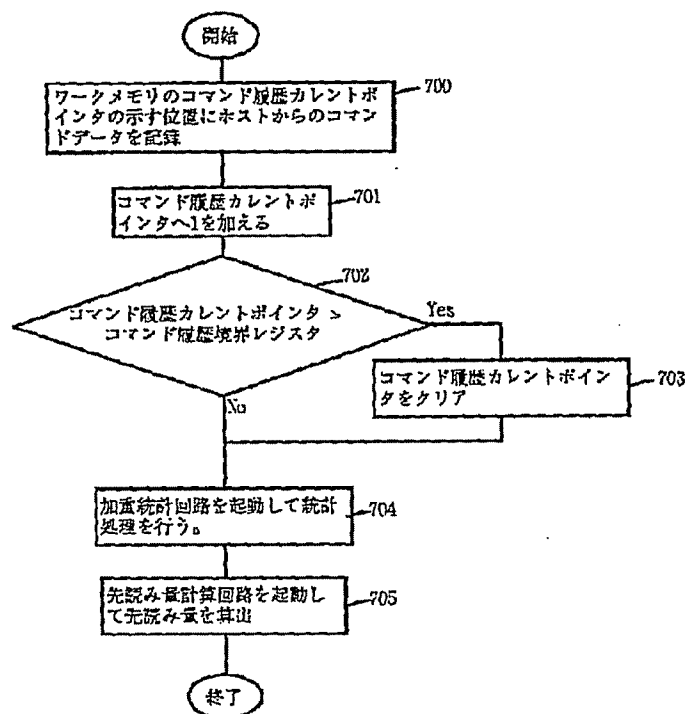 開始
ワークメモリのコマンド履歴カレントポ
インタの示す位置にホストからのコマン
ドデータを記録
700
コマンド履歴カレントポ
インタへ1を加える
701
702
コマンド履歴カレントポインタ >
コマンド履歴境界レジスタ
Yes
コマンド履歴カレントポイン
タをクリア
703
No
加重統計回路を起動して統計
処理を行う。
704
先読み量計算回路を起動し
て先読み量を算出
705
終了